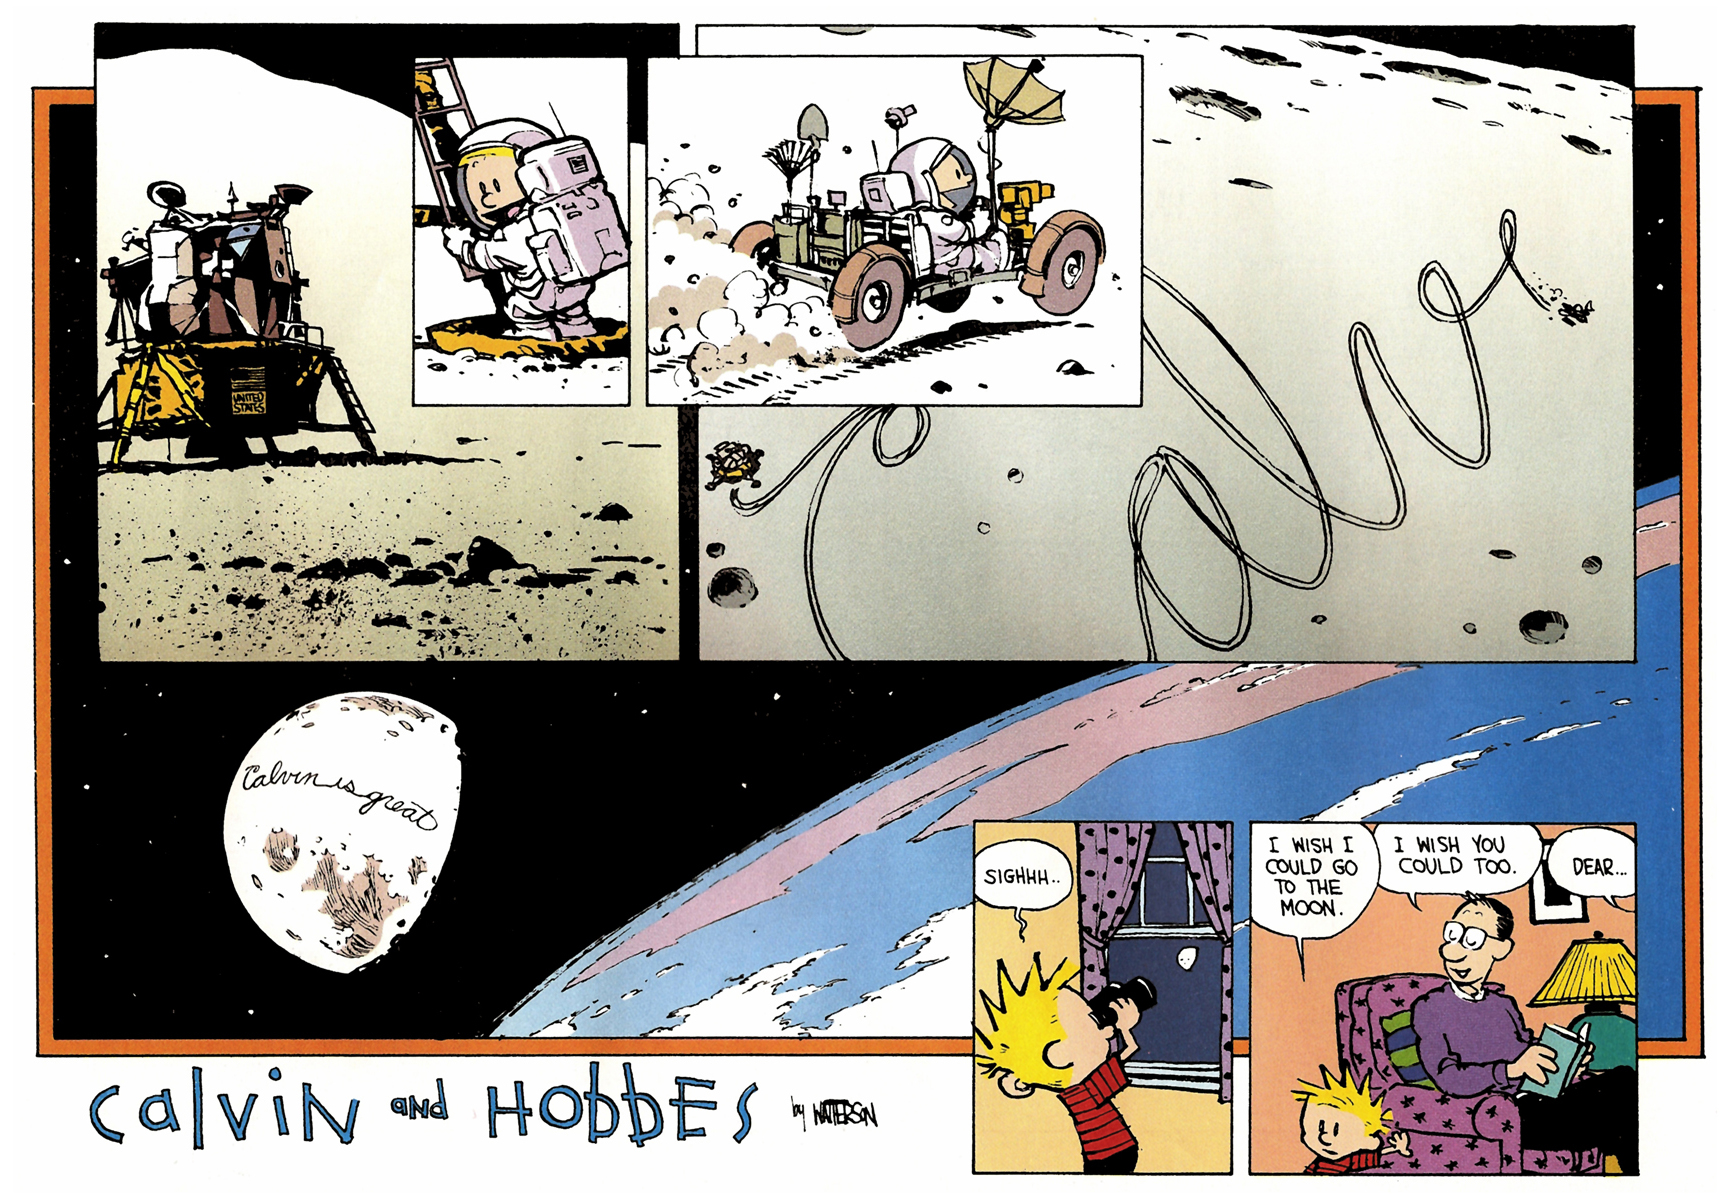 UNITED
STATES
Calvin is great
SIGHHH..
I WISH I
COULD GO
TO THE
MOON.
I WISH YOU
COULD TOO.
DEAR...
CALVIN AND HOBBES by WATTERSON